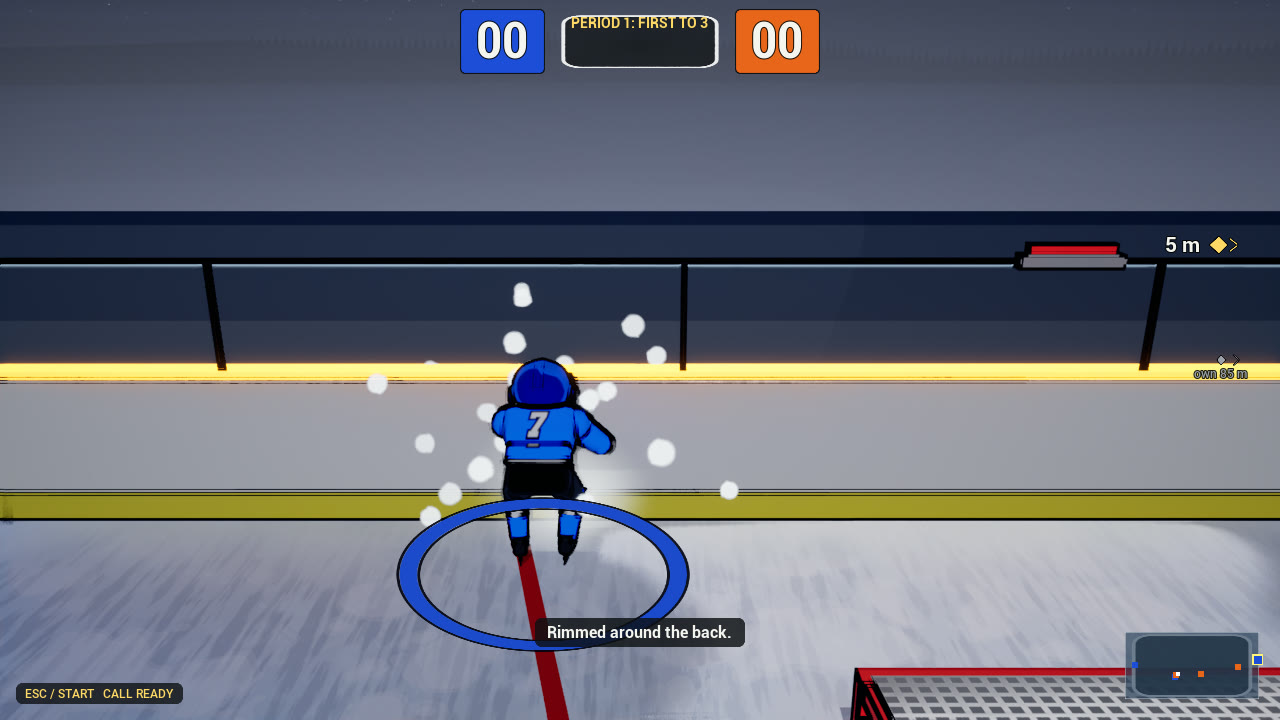 00
PERIOD 1: FIRST TO 3
00
5 m
own 85 m
7
Rimmed around the back.
ESC / START CALL READY